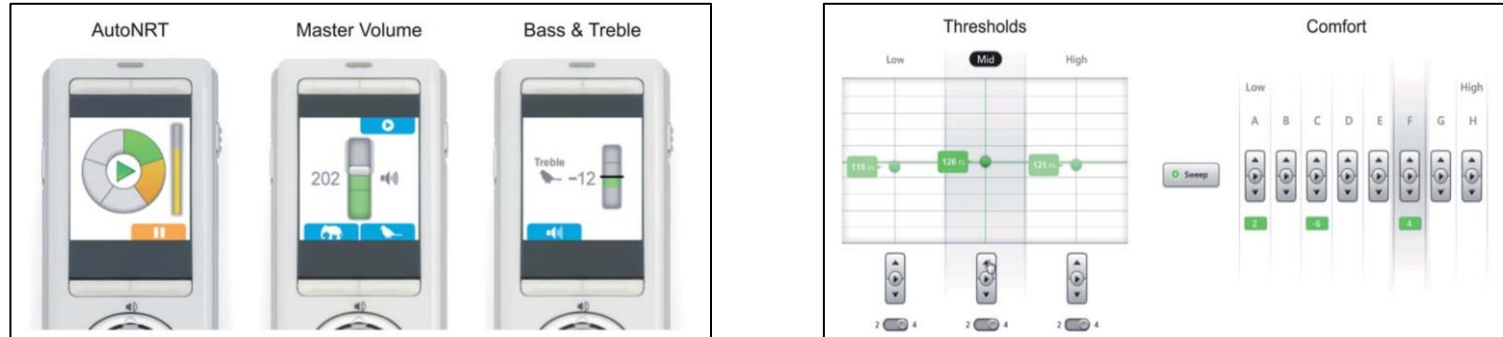 AutoNRT
Master Volume
Bass & Treble
202
Treble
-12
Thresholds
Low
Mid
High
118
126
121
2
4
2
4
2
4
Comfort
Low
High
A
B
C
D
E
F
G
H
Sweep
2
-6
4